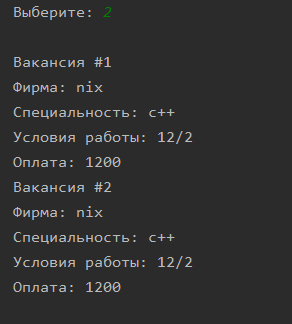 Выберите: 2
Вакансия #1
Фирма: nix
Специальность: c++
Условия работы: 12/2
Оплата: 1200
Вакансия #2
Фирма: nix
Специальность: c++
Условия работы: 12/2
Оплата: 1200